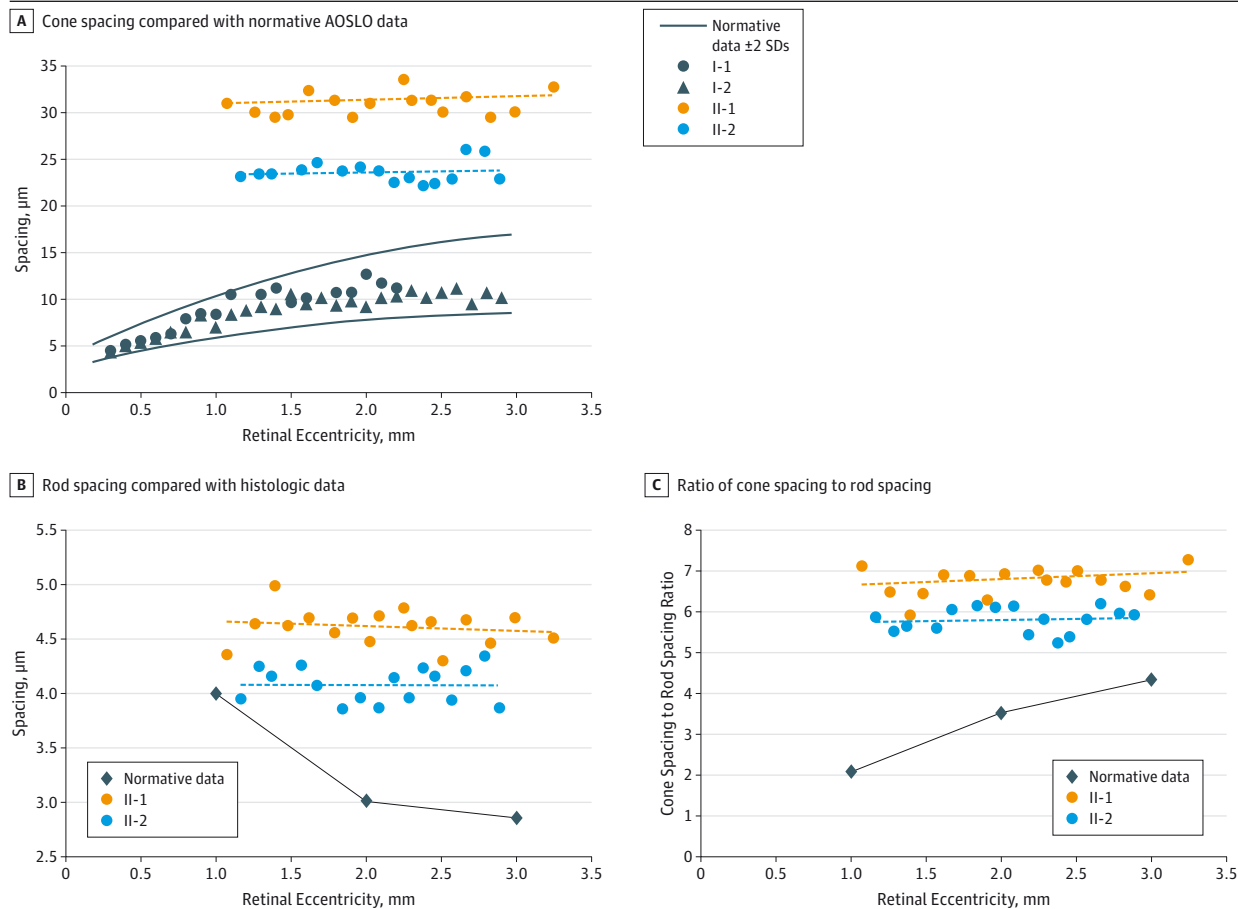 A Cone spacing compared with normative AOSLO data
Normative
data ±2 SDs
I-1
I-2
II-1
II-2
35
30
25
20
15
10
5
0
Spacing, μm
0 0.5 1.0 1.5 2.0 2.5 3.0 3.5
Retinal Eccentricity, mm
B Rod spacing compared with histologic data
5.5
5.0
4.5
4.0
3.5
3.0
2.5
Spacing, μm
Normative data
II-1
II-2
0 0.5 1.0 1.5 2.0 2.5 3.0 3.5
Retinal Eccentricity, mm
C Ratio of cone spacing to rod spacing
8
7
6
5
4
3
2
1
0
Cone Spacing to Rod Spacing Ratio
Normative data
II-1
II-2
0 0.5 1.0 1.5 2.0 2.5 3.0 3.5
Retinal Eccentricity, mm